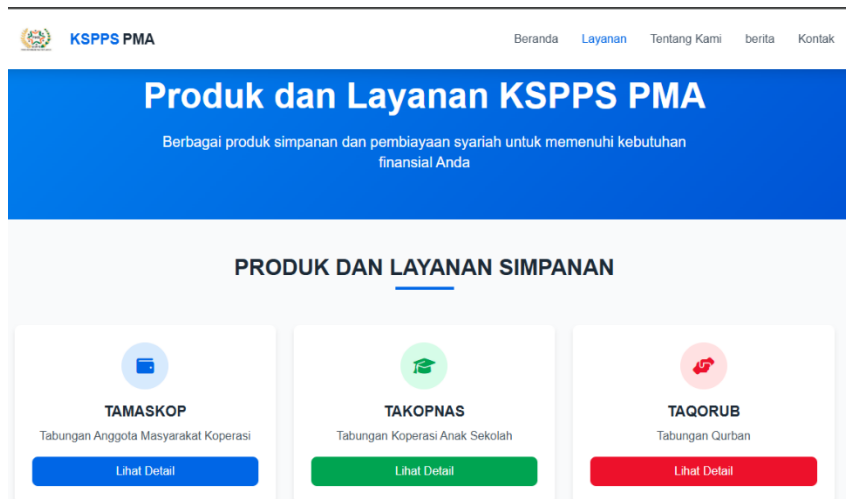 KSPPS PMA
Beranda Layanan Tentang Kami berita Kontak
Produk dan Layanan KSPPS PMA
Berbagai produk simpanan dan pembiayaan syariah untuk memenuhi kebutuhan
finansial Anda
PRODUK DAN LAYANAN SIMPANAN
TAMASKOP
Tabungan Anggota Masyarakat Koperasi
Lihat Detail
TAKOPNAS
Tabungan Koperasi Anak Sekolah
Lihat Detail
TAQORUB
Tabungan Qurban
Lihat Detail